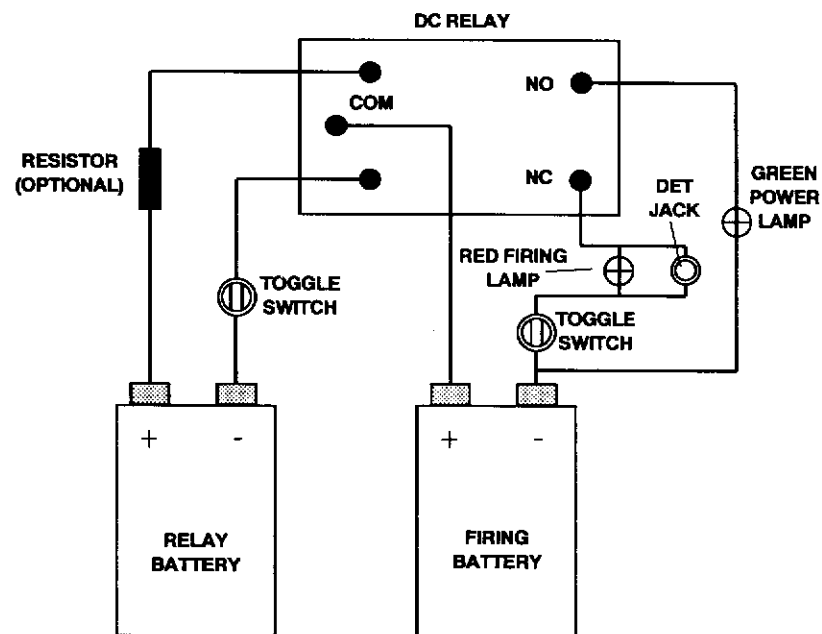 DC RELAY
COM
NO
NC
RESISTOR
(OPTIONAL)
TOGGLE
SWITCH
RED FIRING
LAMP
DET
JACK
GREEN
POWER
LAMP
TOGGLE
SWITCH
+ -
RELAY
BATTERY
+ -
FIRING
BATTERY